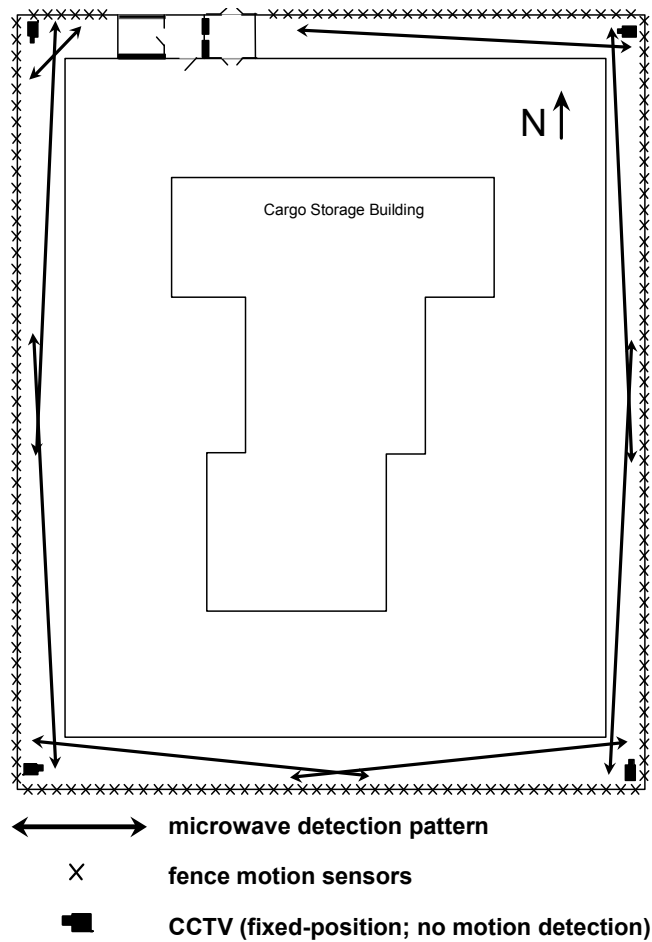 N
Cargo Storage Building
microwave detection pattern
fence motion sensors
CCTV (fixed-position; no motion detection)